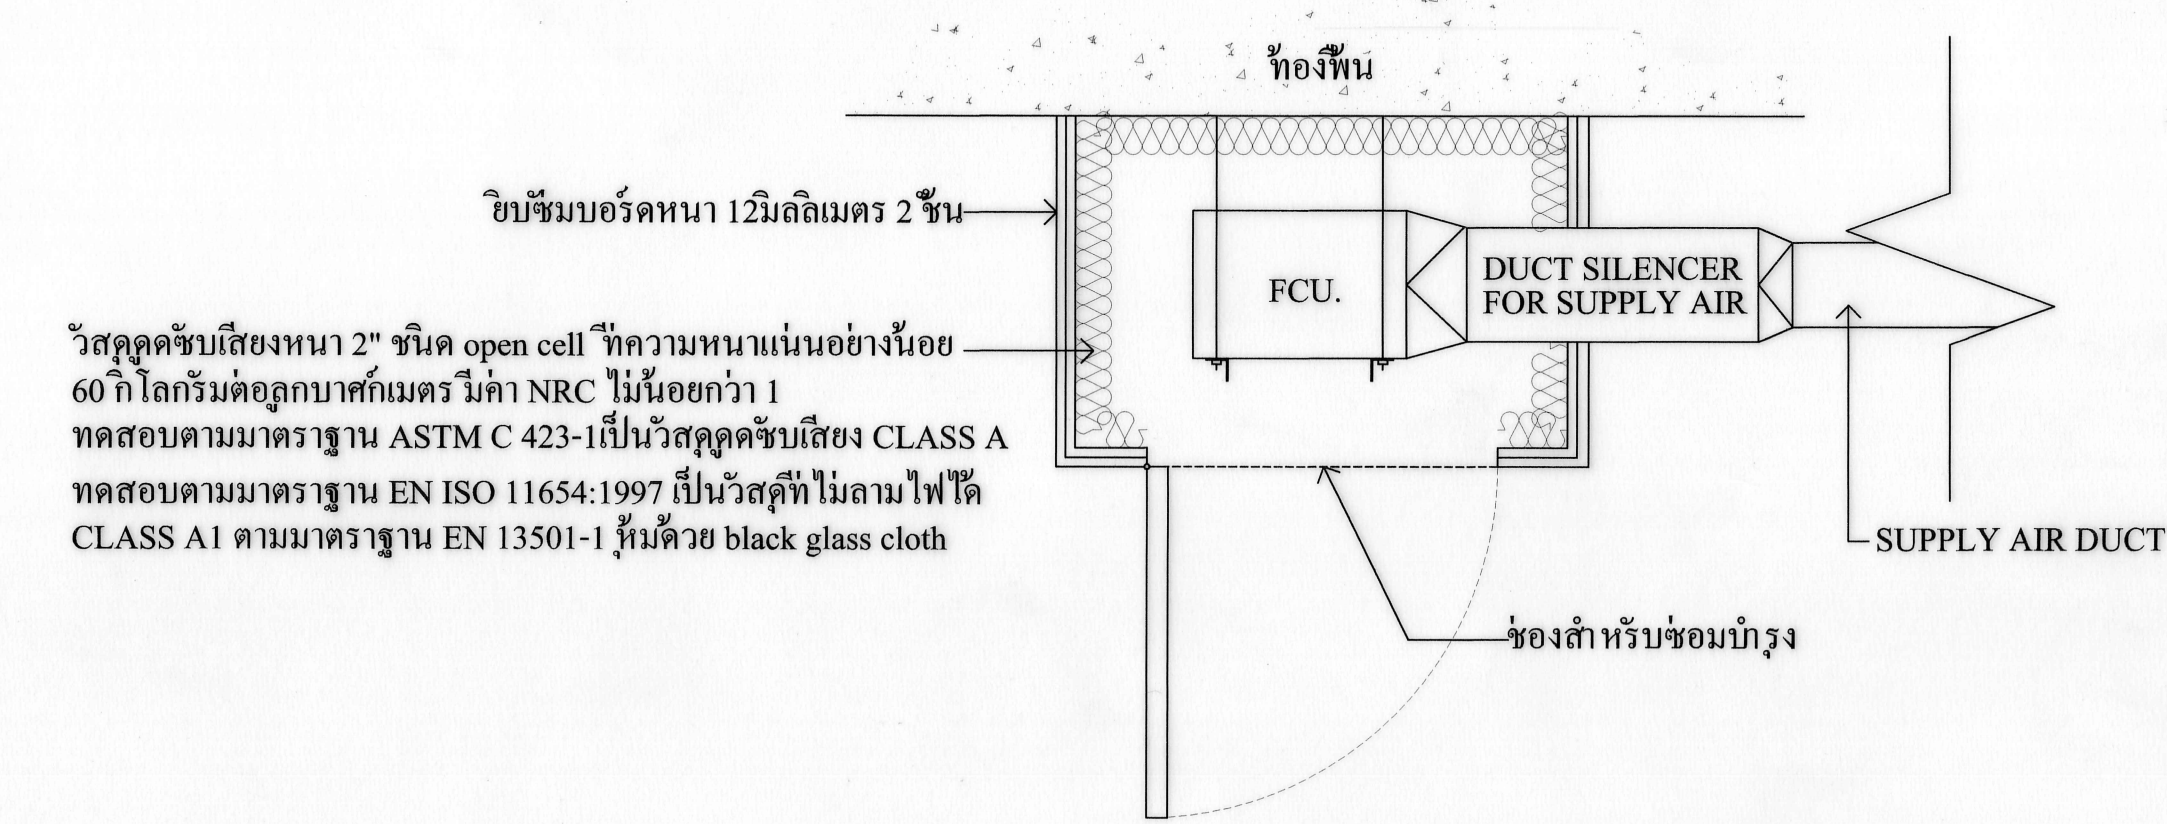 ท้องพื้น
ยิบซัมบอร์ดหนา 12มิลลิเมตร 2 ชั้น
FCU.
DUCT SILENCER
FOR SUPPLY AIR
วัสดุดูดซับเสียงหนา 2" ชนิด open cell ที่ความหนาแน่นอย่างน้อย
60 กิโลกรัมต่อลูกบาศก์เมตร มีค่า NRC ไม่น้อยกว่า 1
ทดสอบตามมาตราฐาน ASTM C 423-1เป็นวัสดุดูดซับเสียง CLASS A
ทดสอบตามมาตราฐาน EN ISO 11654:1997 เป็นวัสดุที่ไม่ลามไฟได้
CLASS A1 ตามมาตราฐาน EN 13501-1 หุ้มด้วย black glass cloth
SUPPLY AIR DUCT
ช่องสำหรับซ่อมบำรุง